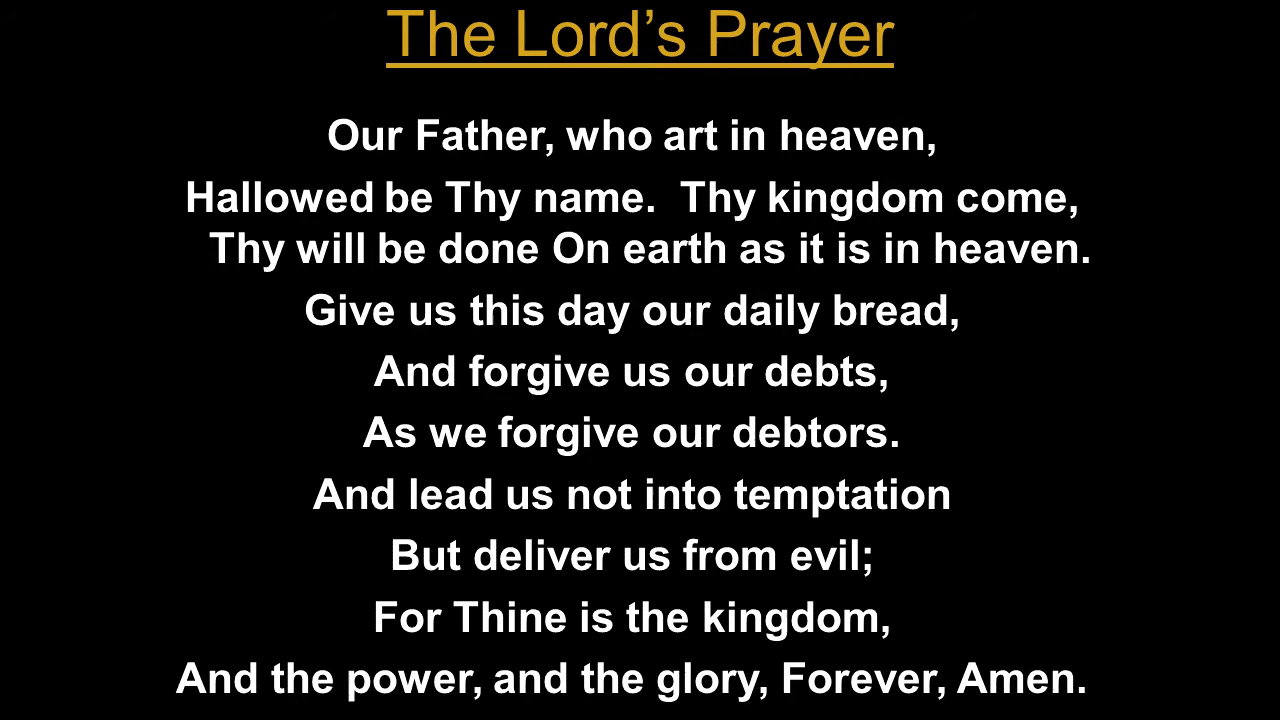 The Lord’s Prayer
Our Father, who art in heaven,
Hallowed be Thy name.  Thy kingdom come,
Thy will be done On earth as it is in heaven.
Give us this day our daily bread,
And forgive us our debts,
As we forgive our debtors.
And lead us not into temptation
But deliver us from evil;
For Thine is the kingdom,
And the power, and the glory, Forever, Amen.